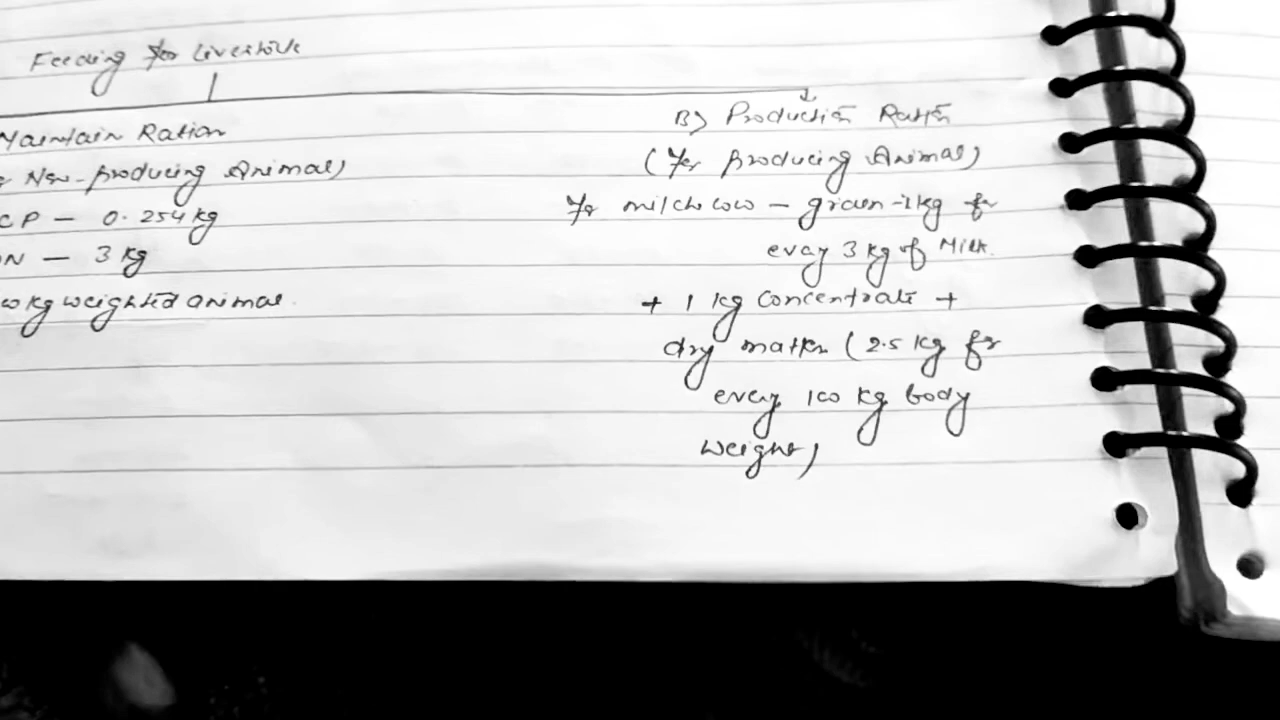 Feeding for Livestock
Maintain Ration
Non-producing Animal)
CP - 0.254 kg
N - 3 kg
kg weighted animal.
B) Production Ration
(For producing Animal)
For milch cow - grain -1kg for
every 3 kg of Milk.
+ 1 kg Concentrate +
dry matter (2.5 kg for
every 100 kg body
weight)